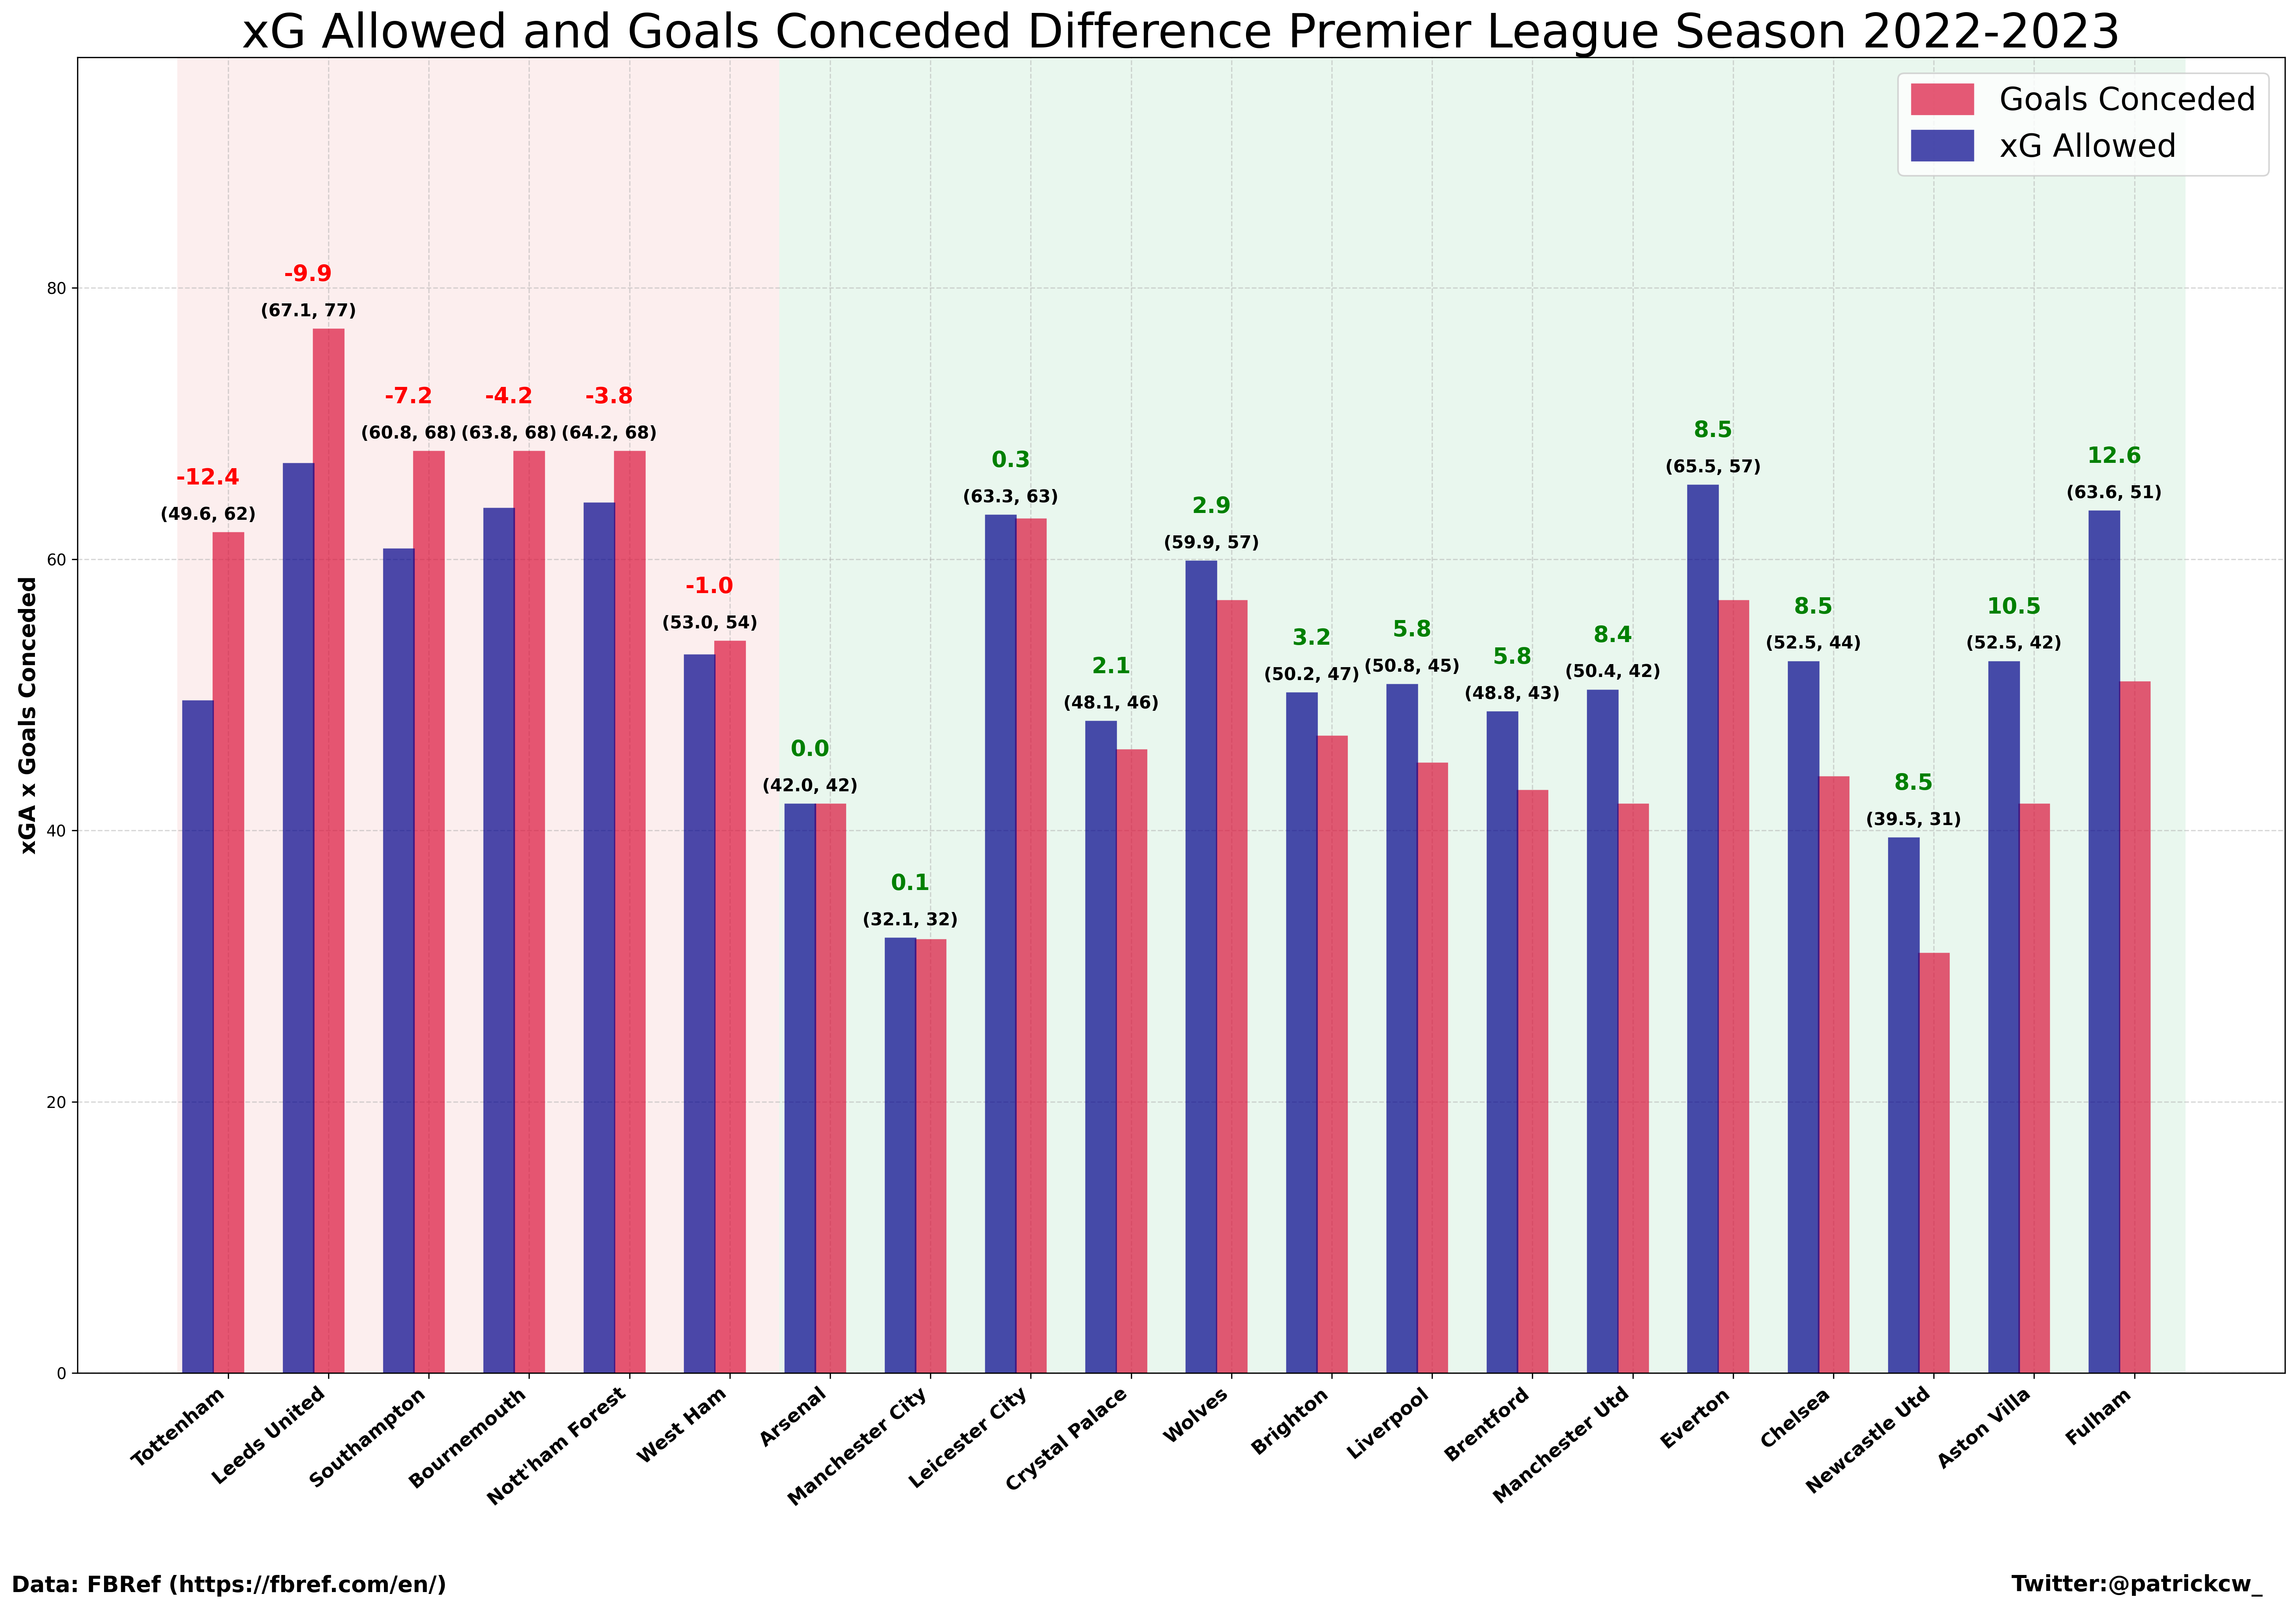 xG Allowed and Goals Conceded Difference Premier League Season 2022-2023
Goals Conceded
xG Allowed
xGA x Goals Conceded
80
60
40
20
0
-12.4
(49.6, 62)
-9.9
(67.1, 77)
-7.2
(60.8, 68)
-4.2
(63.8, 68)
-3.8
(64.2, 68)
-1.0
(53.0, 54)
0.0
(42.0, 42)
0.1
(32.1, 32)
0.3
(63.3, 63)
2.1
(48.1, 46)
2.9
(59.9, 57)
3.2
(50.2, 47)
5.8
(50.8, 45)
5.8
(48.8, 43)
8.4
(50.4, 42)
8.5
(65.5, 57)
8.5
(52.5, 44)
8.5
(39.5, 31)
10.5
(52.5, 42)
12.6
(63.6, 51)
Tottenham
Leeds United
Southampton
Bournemouth
Nott'ham Forest
West Ham
Arsenal
Manchester City
Leicester City
Crystal Palace
Wolves
Brighton
Liverpool
Brentford
Manchester Utd
Everton
Chelsea
Newcastle Utd
Aston Villa
Fulham
Data: FBRef (https://fbref.com/en/)
Twitter:@patrickcw_